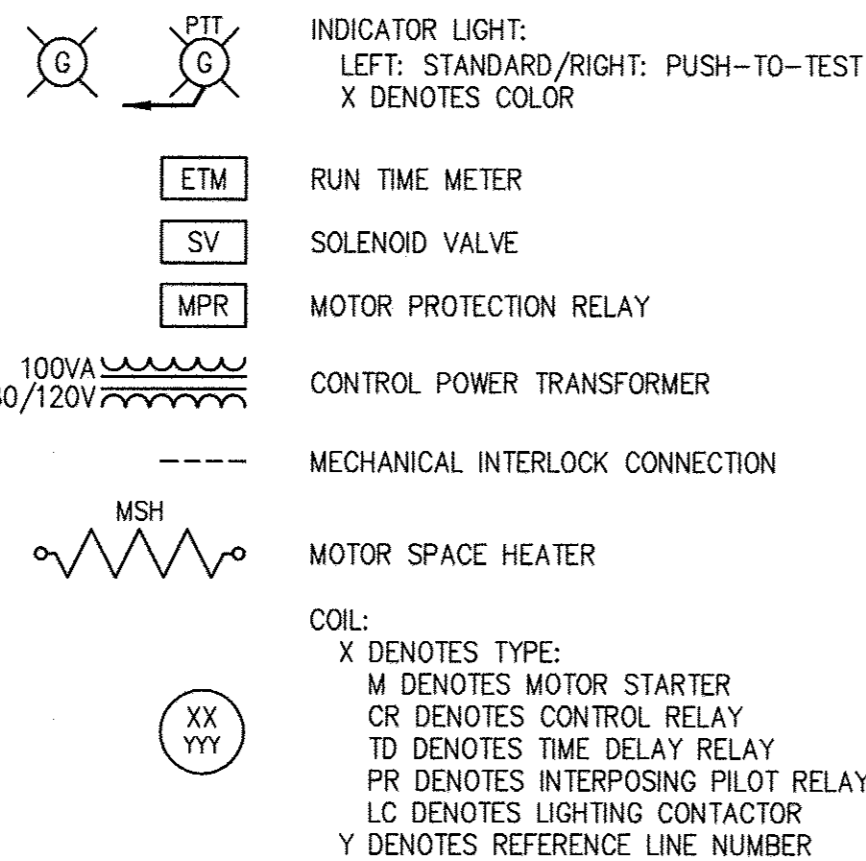 PTT
G
G
INDICATOR LIGHT:
LEFT: STANDARD/RIGHT: PUSH-TO-TEST
X DENOTES COLOR
ETM
RUN TIME METER
SV
SOLENOID VALVE
MPR
MOTOR PROTECTION RELAY
100VA
0/120V
CONTROL POWER TRANSFORMER
MECHANICAL INTERLOCK CONNECTION
MSH
MOTOR SPACE HEATER
COIL:
X DENOTES TYPE:
M DENOTES MOTOR STARTER
CR DENOTES CONTROL RELAY
TD DENOTES TIME DELAY RELAY
PR DENOTES INTERPOSING PILOT RELAY
LC DENOTES LIGHTING CONTACTOR
Y DENOTES REFERENCE LINE NUMBER
XX
YYY